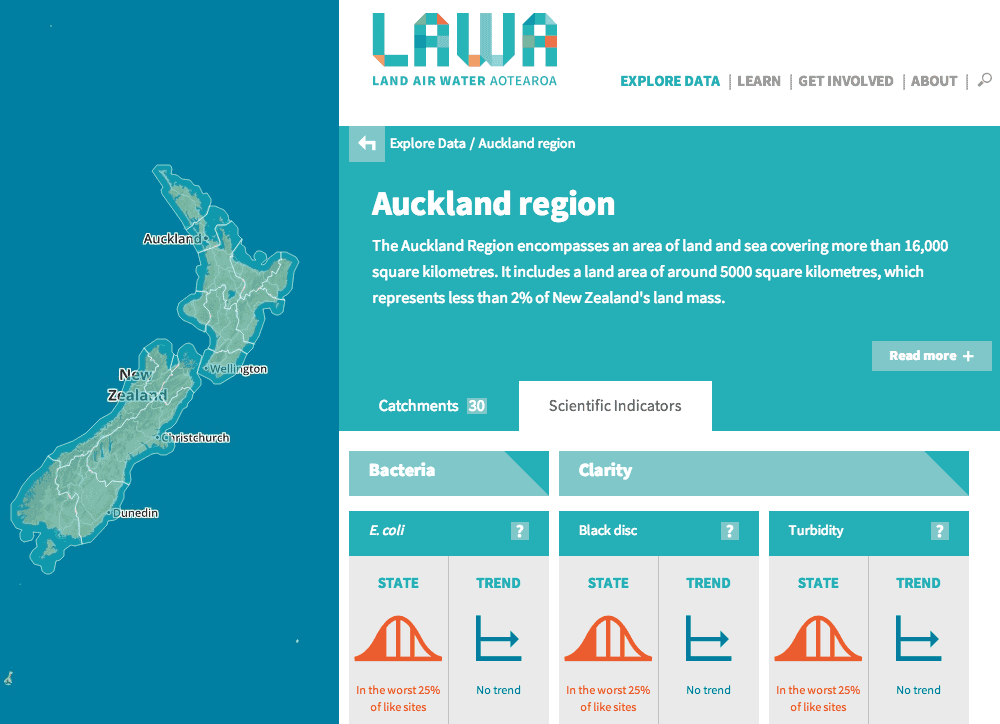 LAWA
LAND AIR WATER AOTEAROA
EXPLORE DATA | LEARN | GET INVOLVED | ABOUT |
Explore Data / Auckland region
Auckland region
The Auckland Region encompasses an area of land and sea covering more than 16,000
square kilometres. It includes a land area of around 5000 square kilometres, which
represents less than 2% of New Zealand's land mass.
Read more +
Catchments 30
Scientific Indicators
Auckland
Wellington
New
Zealand
Christchurch
Dunedin
Bacteria
Clarity
E. coli ?
Black disc ?
Turbidity ?
STATE TREND STATE TREND STATE TREND
In the worst 25% No trend In the worst 25% No trend In the worst 25% No trend
of like sites of like sites of like sites